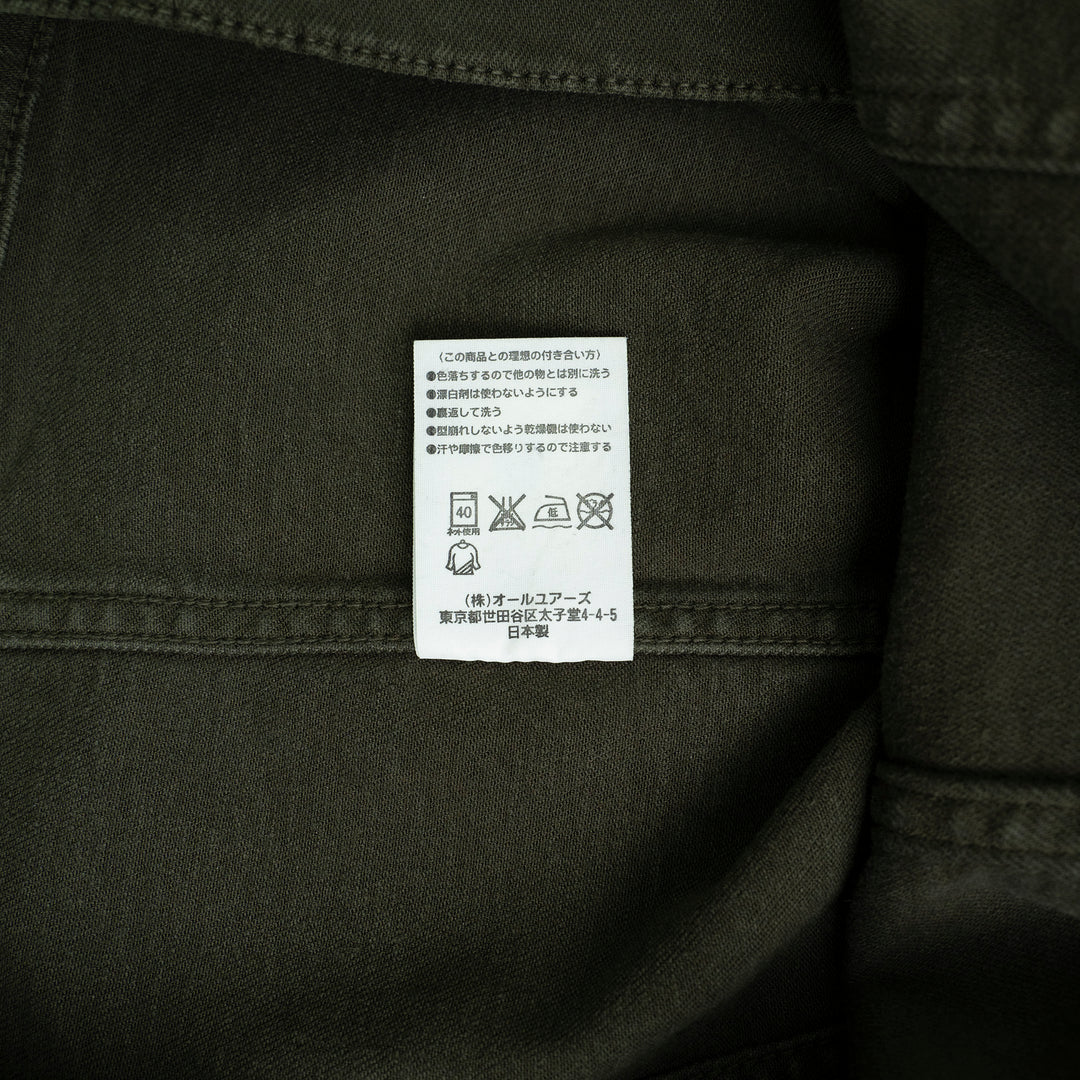 〈この商品との理想の付き合い方〉
色落ちするので他の物とは別に洗う
漂白剤は使わないようにする
裏返して洗う
型崩れしないよう乾燥機は使わない
汗や摩擦で色移りするので注意する
40 低 ドライ
ネット使用
(株)オールユアーズ
東京都世田谷区太子堂4-4-5
日本製